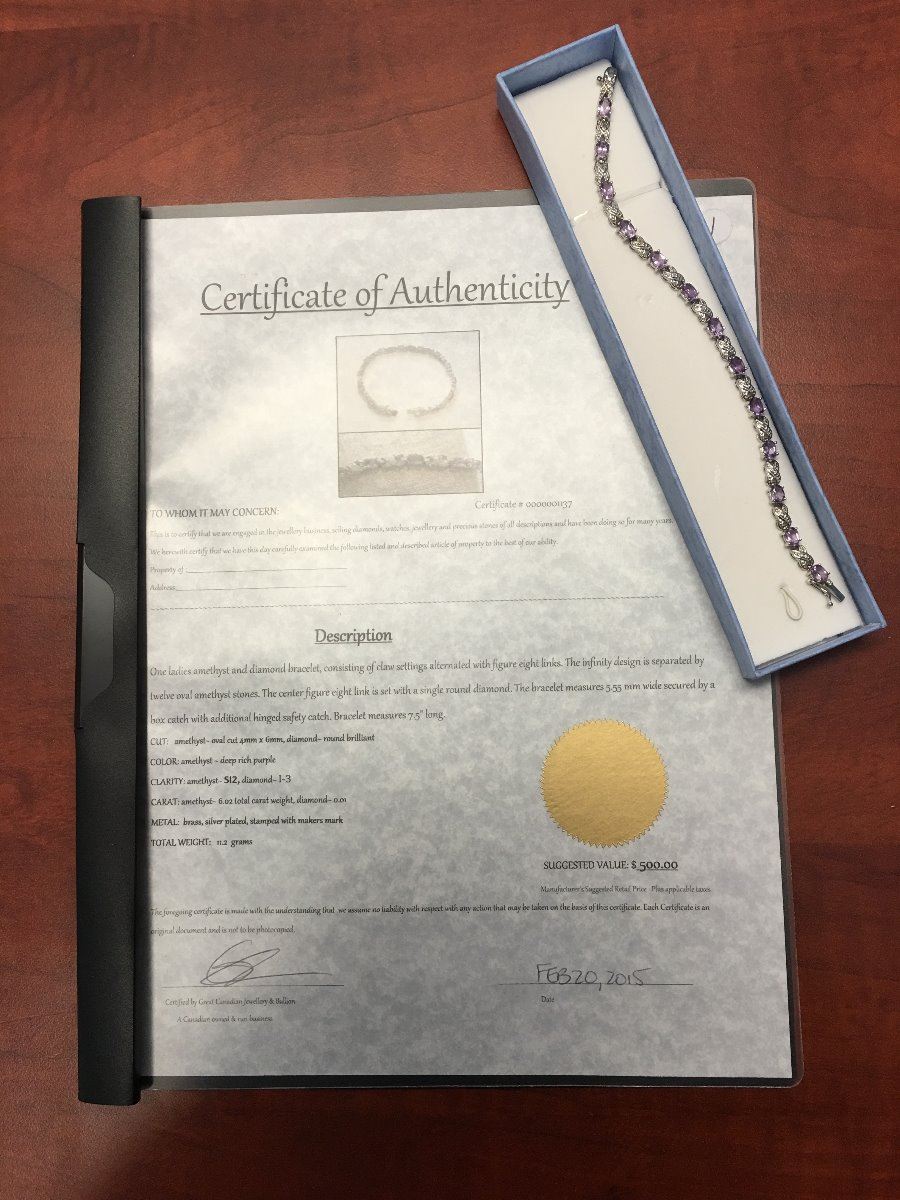 Certificate of Authenticity
Certificate # 0000001137
TO WHOM IT MAY CONCERN:
This is to certify that we are engaged in the jewellery business, selling diamonds, watches, jewellery and precious stones of all descriptions and have been doing so for many years.
We herewith certify that we have this day carefully examined the following listed and described article of property to the best of our ability.
Property of :
Address:
Description
One ladies amethyst and diamond bracelet, consisting of claw settings alternated with figure eight links. The infinity design is separated by
twelve oval amethyst stones. The center figure eight link is set with a single round diamond. The bracelet measures 5.55 mm wide secured by a
box catch with additional hinged safety catch. Bracelet measures 7.5" long.
CUT: amethyst- oval cut 4mm x 6mm, diamond- round brilliant
COLOR: amethyst - deep rich purple
CLARITY: amethyst- SI2, diamond- I-3
CARAT: amethyst- 6.02 total carat weight, diamond- 0.01
METAL: brass, silver plated, stamped with makers mark
TOTAL WEIGHT: 11.2 grams
SUGGESTED VALUE: $ 500.00
Manufacturer's Suggested Retail Price Plus applicable taxes
The foregoing certificate is made with the understanding that we assume no liability with respect with any action that may be taken on the basis of this certificate. Each Certificate is an
original document and is not to be photocopied.
FEB 20, 2015
Certified by Great Canadian Jewellery & Bullion
Date
A Canadian owned & run business